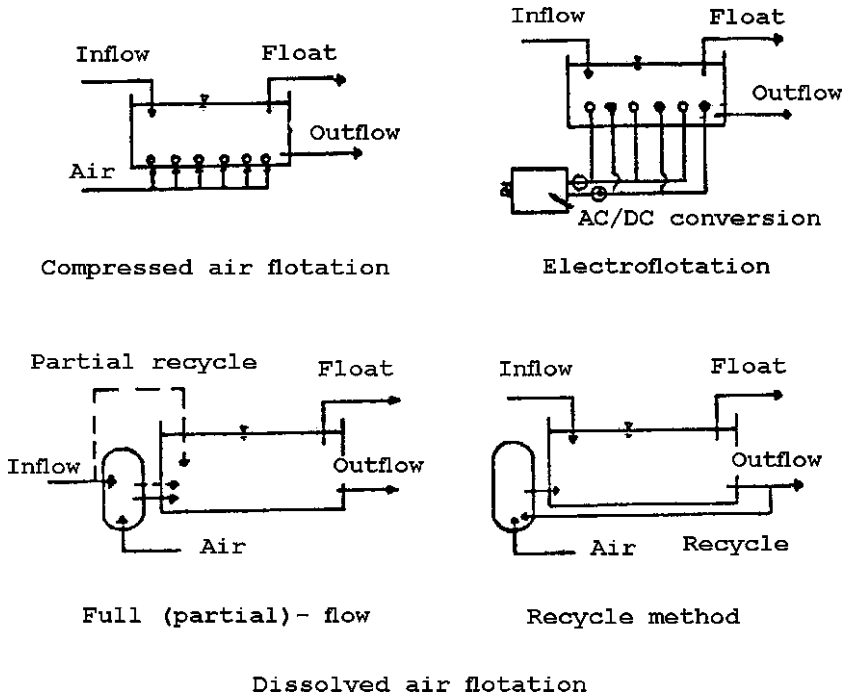 Inflow
Float
Outflow
Air
Compressed air flotation
Inflow
Float
Outflow
AC/DC conversion
Electroflotation
Partial recycle
Float
Inflow
Outflow
Air
Full (partial)- flow
Inflow
Float
Outflow
Air
Recycle
Recycle method
Dissolved air flotation